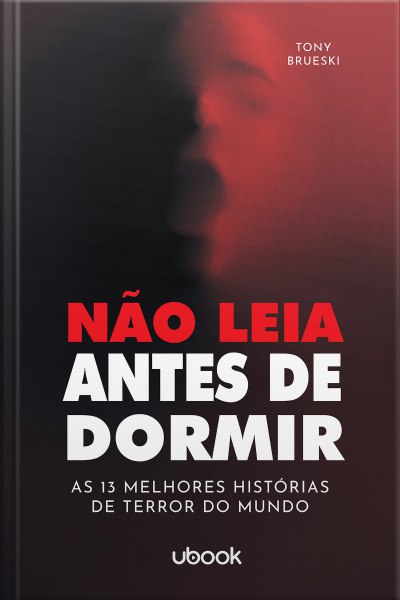 TONY
BRUESKI
NÃO LEIA
ANTES DE
DORMIR
AS 13 MELHORES HISTÓRIAS
DE TERROR DO MUNDO
ubook